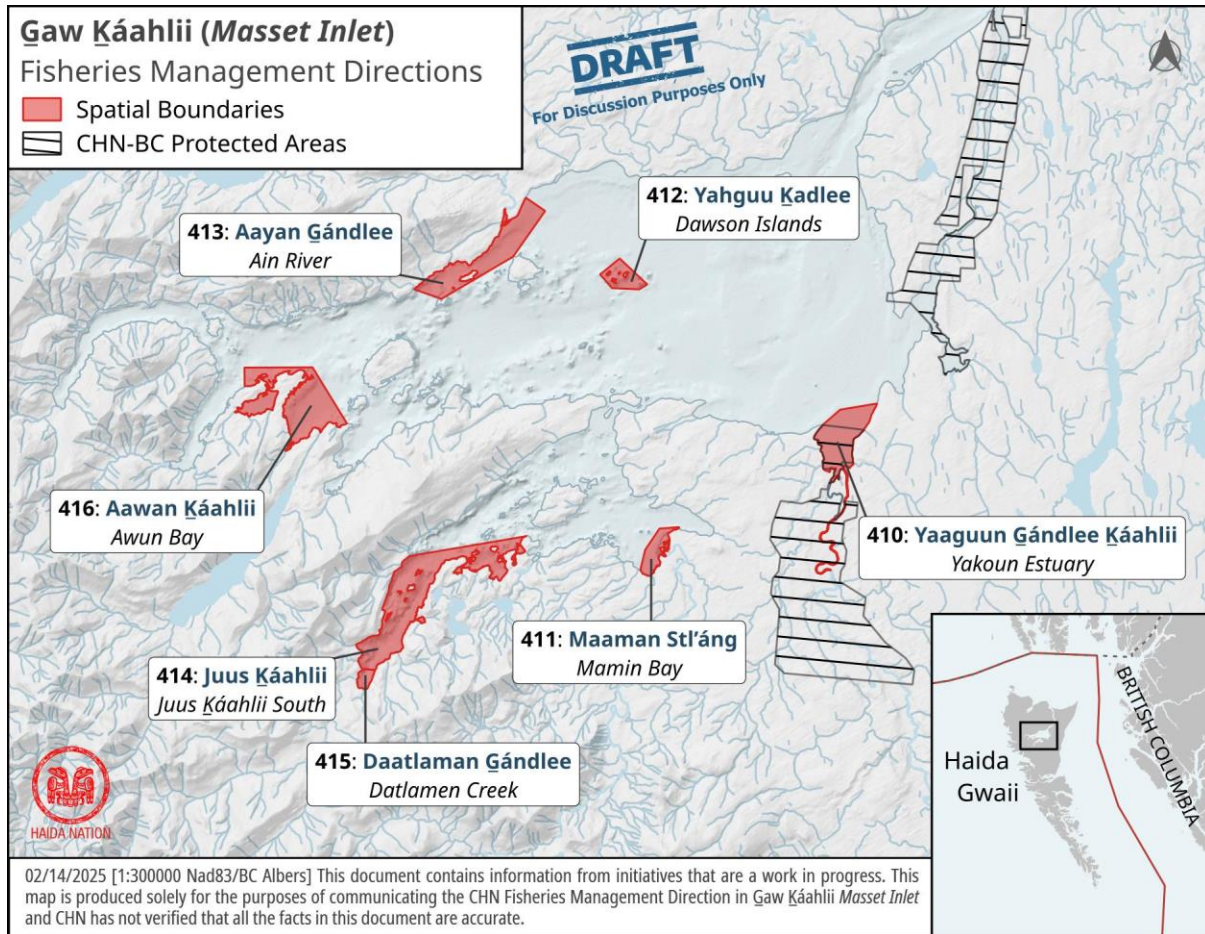 G̲aw K̲áahlii (Masset Inlet)
Fisheries Management Directions
Spatial Boundaries
CHN-BC Protected Areas
DRAFT
For Discussion Purposes Only
412: Yahguu K̲adlee
Dawson Islands
413: Aayan G̲ándlee
Ain River
416: Aawan K̲áahlii
Awun Bay
410: Yaaguun G̲ándlee K̲áahlii
Yakoun Estuary
411: Maaman Stl'áng
Mamin Bay
414: Juus K̲áahlii
Juus K̲áahlii South
415: Daatlaman G̲ándlee
Datlamen Creek
HAIDA NATION
Haida
Gwaii
BRITISH COLUMBIA
02/14/2025 [1:300000 Nad83/BC Albers] This document contains information from initiatives that are a work in progress. This
map is produced solely for the purposes of communicating the CHN Fisheries Management Direction in G̲aw K̲áahlii Masset Inlet
and CHN has not verified that all the facts in this document are accurate.